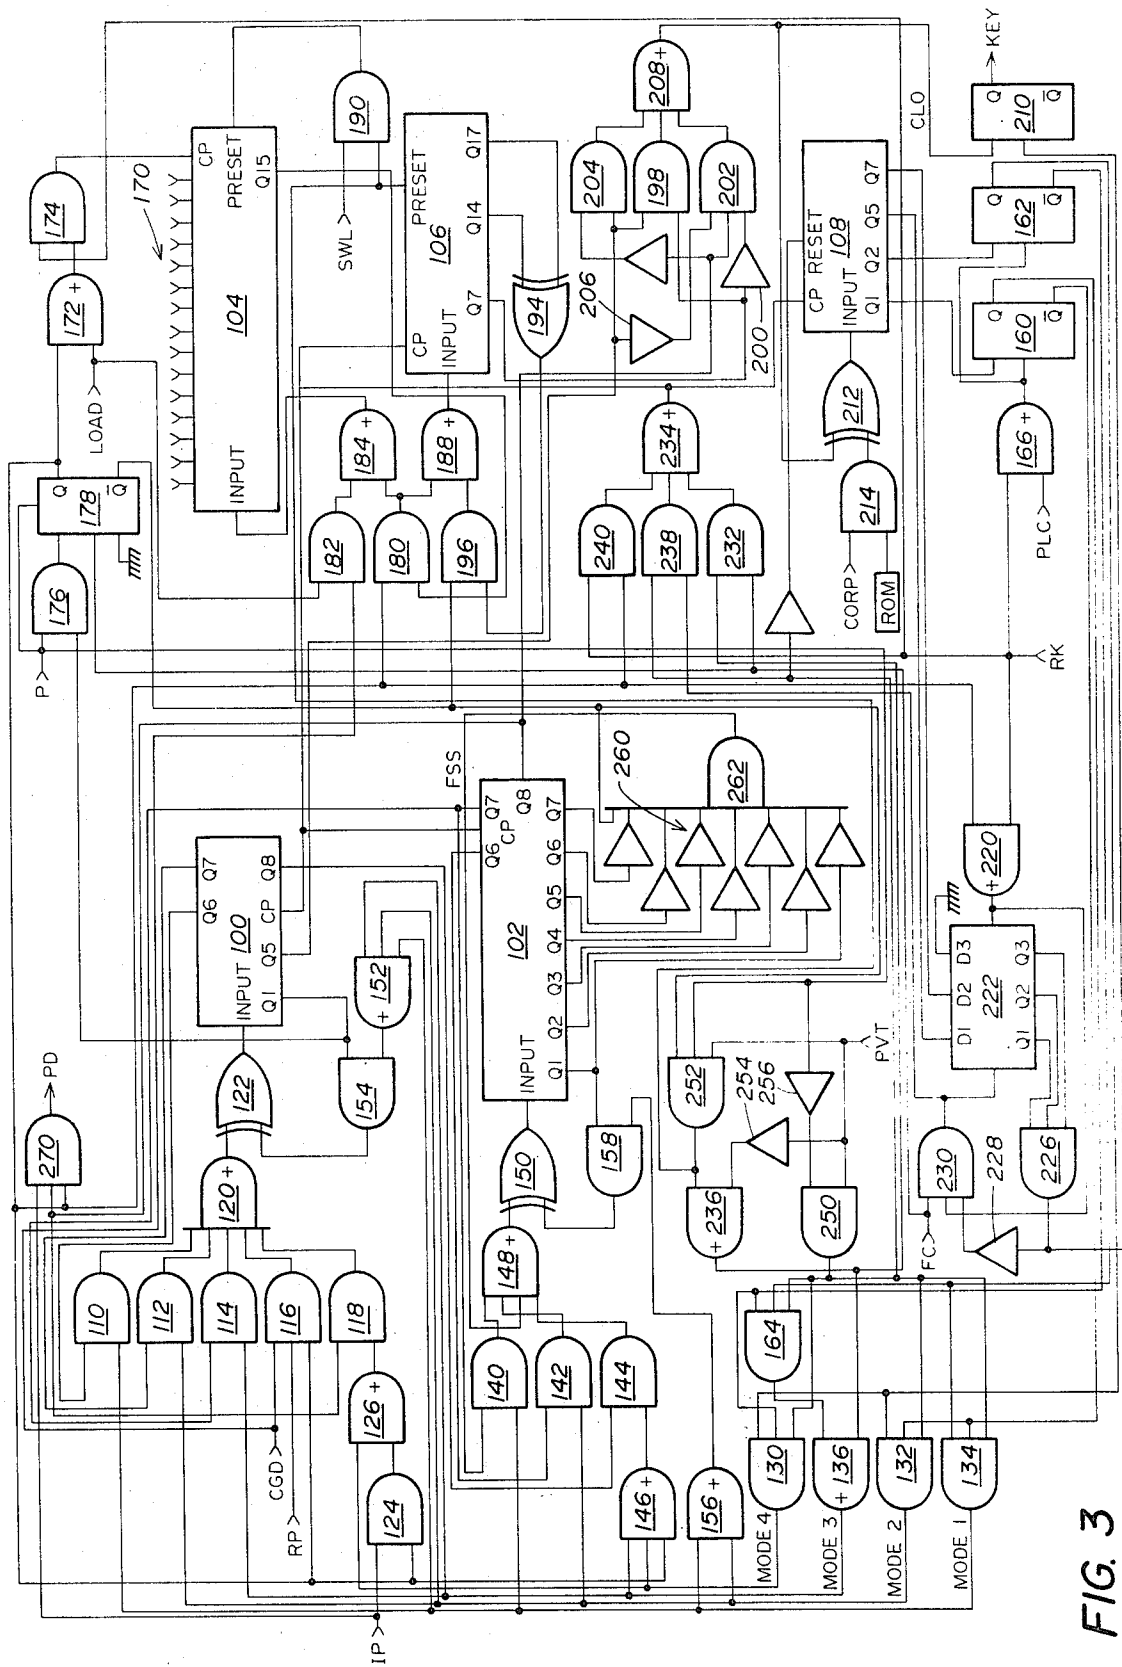 PD
270
110
112
114
116
118
120 +
122
INPUT 100
Q6 Q7
Q1 Q5 CP Q8
154
+ 152
CGD
RP
IP
124
126 +
P
176
178
Q
Q̄
LOAD
172 +
174
170
INPUT 104 CP
PRESET
Q15
190
SWL
182
180
196
184 +
188 +
CP PRESET
INPUT 106
Q7 Q14 Q17
194
FSS
Q6 Q7
CP
INPUT 102 Q8
Q1 Q2 Q3 Q4 Q5 Q6 Q7
140
142
144
146 +
148 +
150
156 +
158
260
262
204
198
202
206
200
208 +
240
238
232
234 +
CORP
ROM
214
212
CP RESET
INPUT 108
Q1 Q2 Q5 Q7
RK
PLC
166 +
160
Q
Q̄
162
Q
Q̄
210
Q
Q̄
CLO
KEY
252
254
256
PVT
+ 236
250
FC
230
228
226
222
D1 D2 D3
Q1 Q2 Q3
+ 220
164
130
+ 136
132
134
MODE 4
MODE 3
MODE 2
MODE 1
FIG. 3